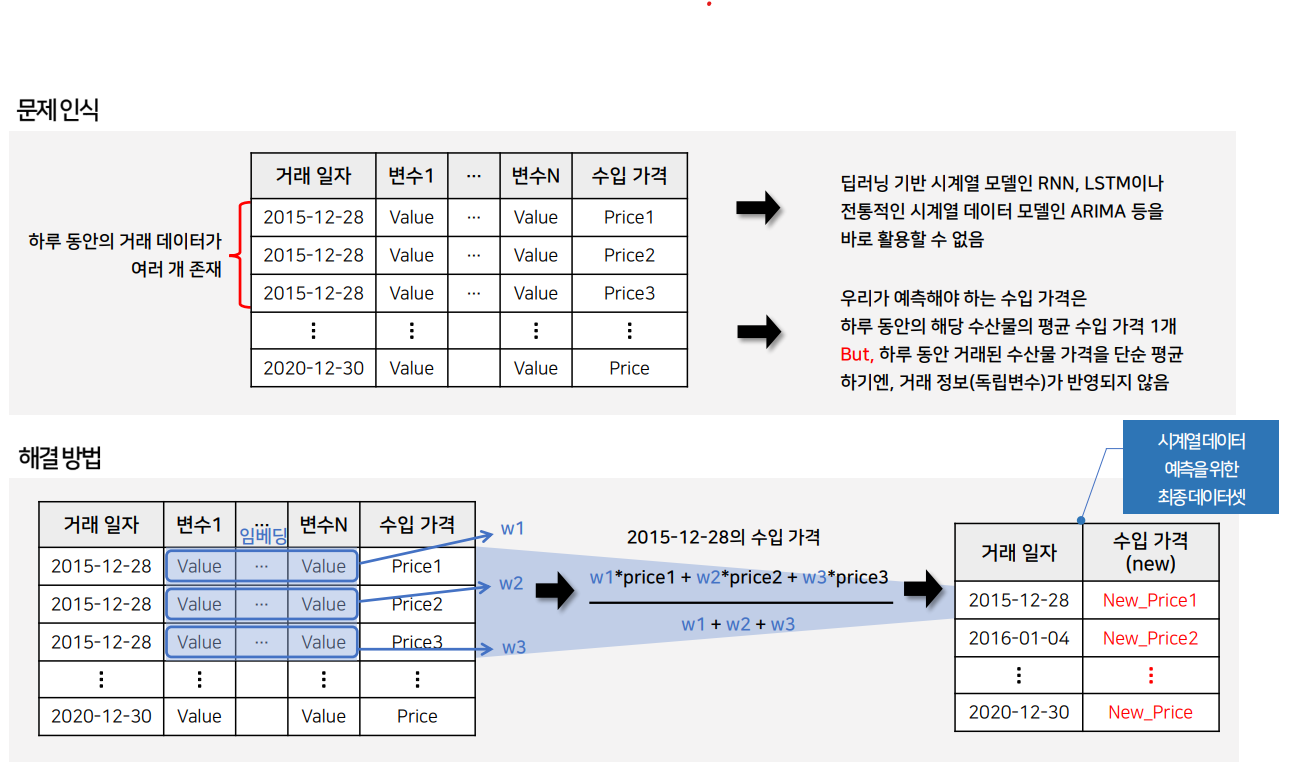 문제 인식
거래 일자 변수1 ... 변수N 수입 가격
2015-12-28 Value ... Value Price1
2015-12-28 Value ... Value Price2
2015-12-28 Value ... Value Price3
⋮ ⋮ ⋮ ⋮
2020-12-30 Value Value Price
하루 동안의 거래 데이터가
여러 개 존재
딥러닝 기반 시계열 모델인 RNN, LSTM이나
전통적인 시계열 데이터 모델인 ARIMA 등을
바로 활용할 수 없음
우리가 예측해야 하는 수입 가격은
하루 동안의 해당 수산물의 평균 수입 가격 1개
But, 하루 동안 거래된 수산물 가격을 단순 평균
하기엔, 거래 정보(독립변수)가 반영되지 않음
해결 방법
거래 일자 변수1 ... 변수N 수입 가격
임베딩
2015-12-28 Value ... Value Price1
2015-12-28 Value ... Value Price2
2015-12-28 Value ... Value Price3
⋮ ⋮ ⋮ ⋮
2020-12-30 Value Value Price
w1
w2
w3
2015-12-28의 수입 가격
w1*price1 + w2*price2 + w3*price3
w1 + w2 + w3
시계열 데이터
예측을 위한
최종 데이터셋
거래 일자 수입 가격
(new)
2015-12-28 New_Price1
2016-01-04 New_Price2
⋮ ⋮
2020-12-30 New_Price